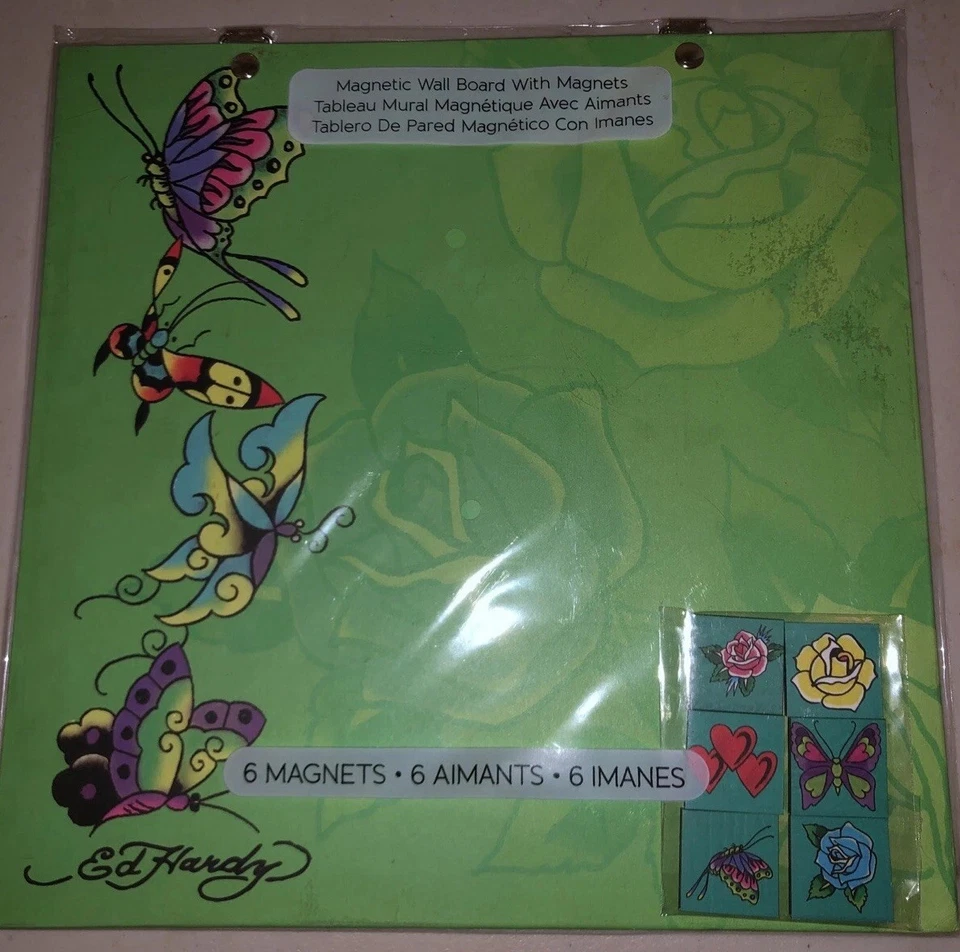 Magnetic Wall Board With Magnets
Tableau Mural Magnétique Avec Aimants
Tablero De Pared Magnético Con Imanes
6 MAGNETS • 6 AIMANTS • 6 IMANES
Ed Hardy